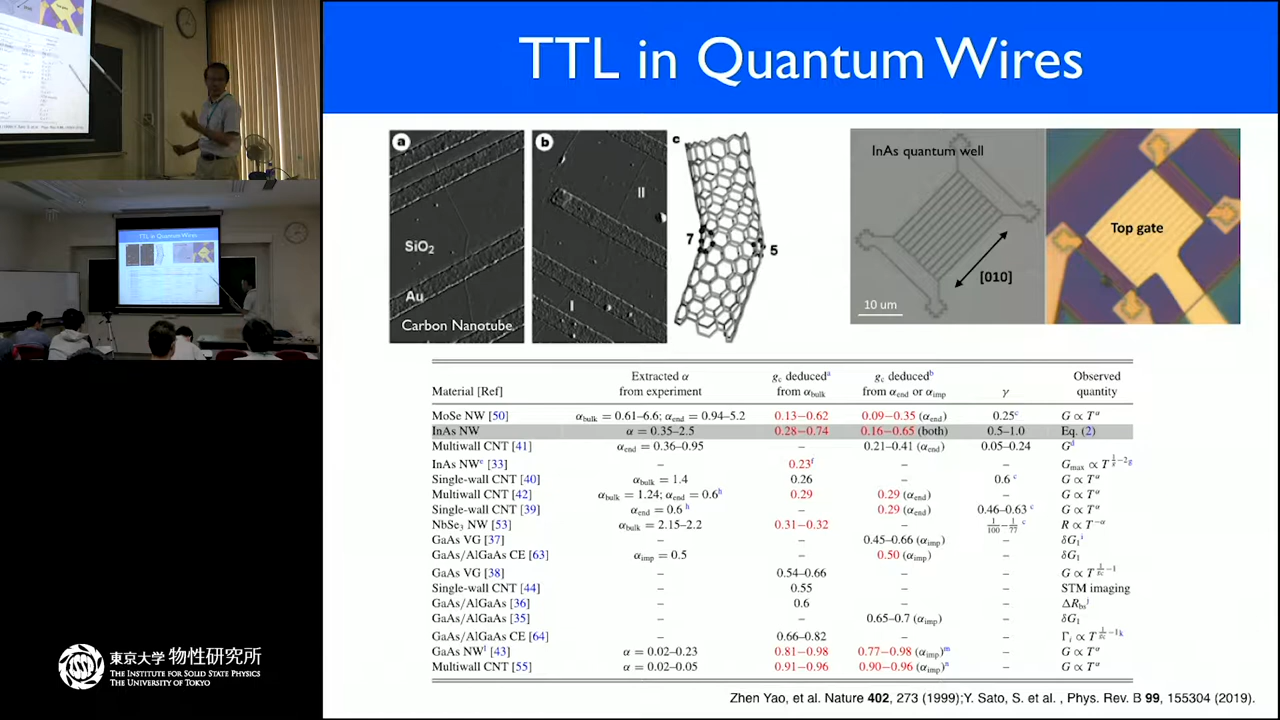 TTL in Quantum Wires
a
b
c
SiO₂
Au
Carbon Nanotube
II
I
7
5
InAs quantum well
[010]
10 um
Top gate
Material [Ref] Extracted α from experiment g_c deducedᵃ from α_bulk g_c deducedᵇ from α_end or α_imp γ Observed quantity
MoSe NW [50] α_bulk = 0.61–6.6; α_end = 0.94–5.2 0.13–0.62 0.09–0.35 (α_end) 0.25ᶜ G ∝ T^α
InAs NW α = 0.35–2.5 0.28–0.74 0.16–0.65 (both) 0.5–1.0 Eq. (2)
Multiwall CNT [41] α_end = 0.36–0.95 – 0.21–0.41 (α_end) 0.05–0.24 Gᵈ
InAs NWᵉ [33] – 0.23ᶠ – – G_max ∝ T^(1/g−2)ᵍ
Single-wall CNT [40] α_bulk = 1.4 0.26 – 0.6 ᶜ G ∝ T^α
Multiwall CNT [42] α_bulk = 1.24; α_end = 0.6ʰ 0.29 0.29 (α_end) – G ∝ T^α
Single-wall CNT [39] α_end = 0.6 ʰ – 0.29 (α_end) 0.46–0.63 ᶜ G ∝ T^α
NbSe₃ NW [53] α_bulk = 2.15–2.2 0.31–0.32 – 1/100–1/77 ᶜ R ∝ T^−α
GaAs VG [37] – – 0.45–0.66 (α_imp) – δG₁ⁱ
GaAs/AlGaAs CE [63] α_imp = 0.5 – 0.50 (α_imp) – δG₁
GaAs VG [38] – 0.54–0.66 – – G ∝ T^(1/g_c−1)
Single-wall CNT [44] – 0.55 – – STM imaging
GaAs/AlGaAs [36] – 0.6 – – ΔR_bsʲ
GaAs/AlGaAs [35] – – 0.65–0.7 (α_imp) – δG₁
GaAs/AlGaAs CE [64] – 0.66–0.82 – – Γ_i ∝ T^(1/g_c−1)ᵏ
GaAs NWˡ [43] α = 0.02–0.23 0.81–0.98 0.77–0.98 (α_imp)ᵐ – G ∝ T^α
Multiwall CNT [55] α = 0.02–0.05 0.91–0.96 0.90–0.96 (α_imp)ⁿ – G ∝ T^α
Zhen Yao, et al. Nature 402, 273 (1999);Y. Sato, S. et al. , Phys. Rev. B 99, 155304 (2019).
東京大学 物性研究所
THE INSTITUTE FOR SOLID STATE PHYSICS
THE UNIVERSITY OF TOKYO